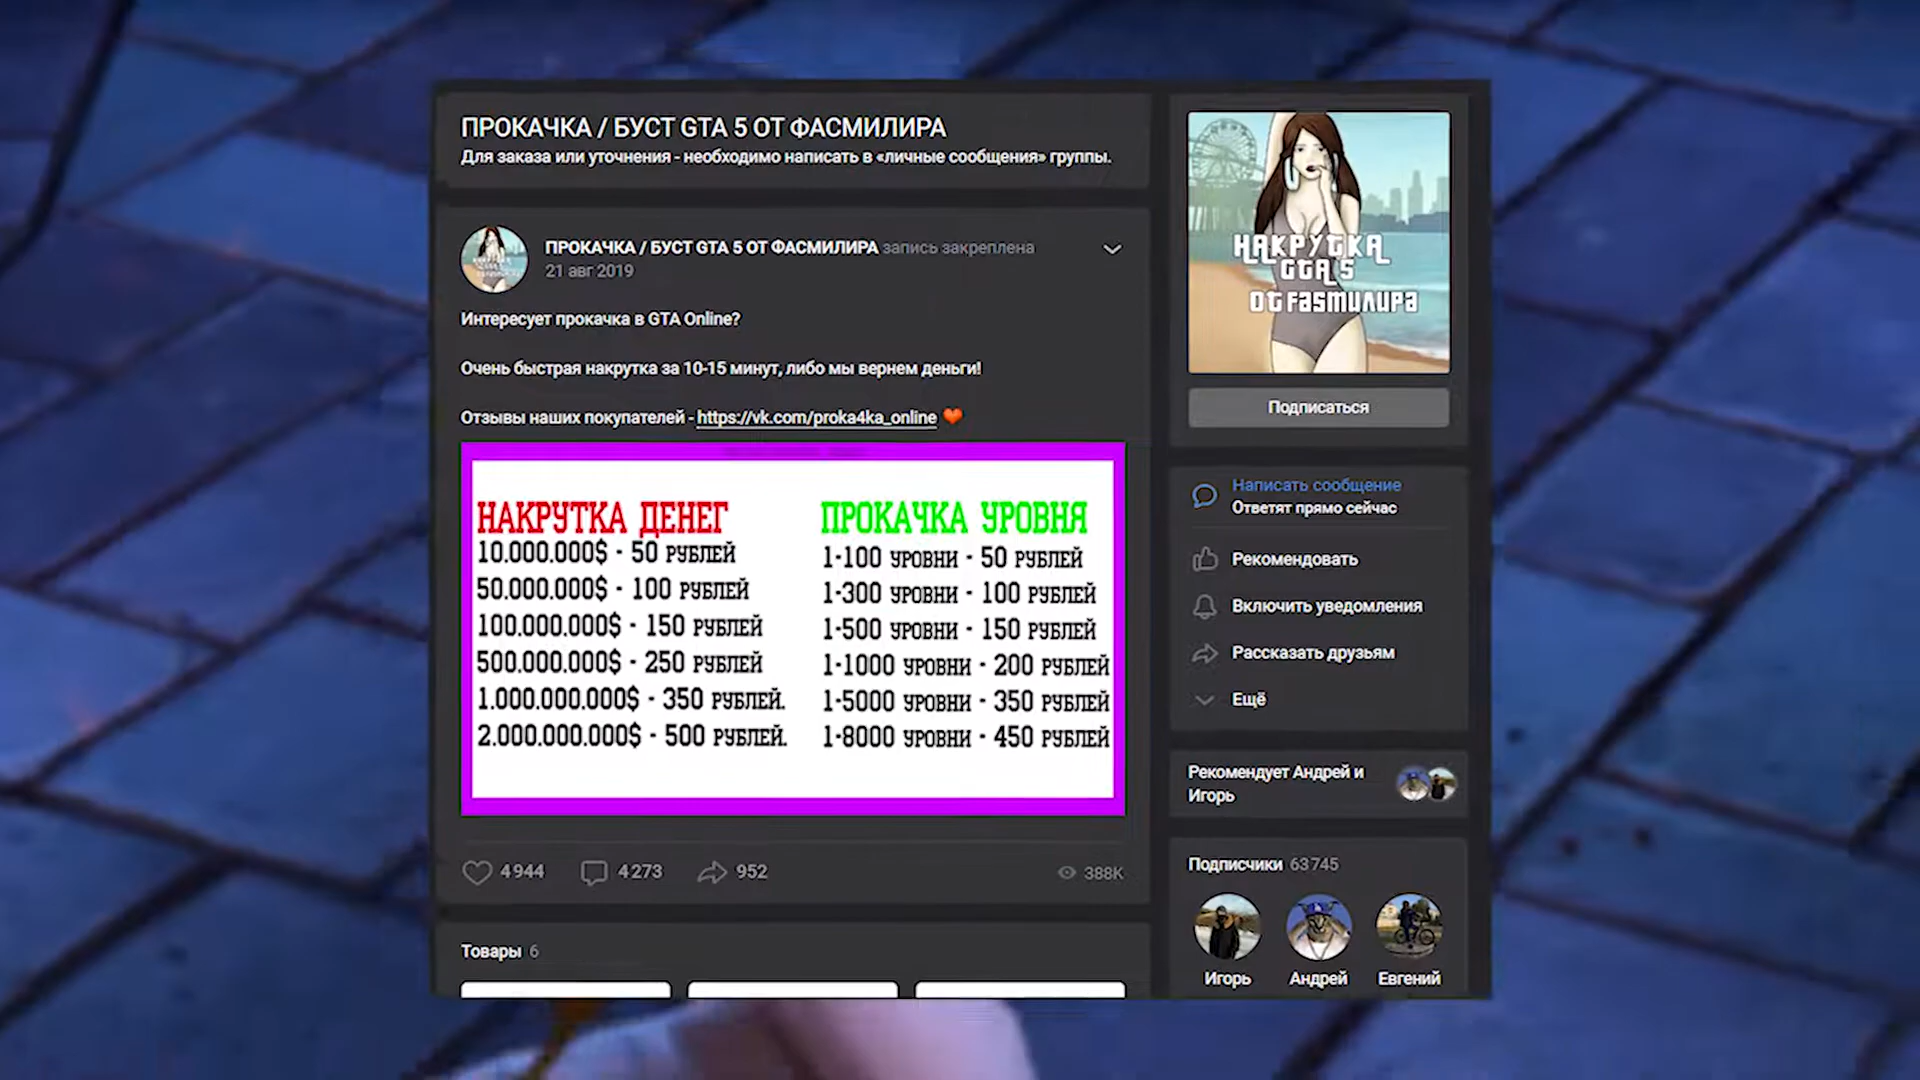 ПРОКАЧКА / БУСТ GTA 5 ОТ ФАСМИЛИРА
Для заказа или уточнения - необходимо написать в «личные сообщения» группы.
ПРОКАЧКА / БУСТ GTA 5 ОТ ФАСМИЛИРА запись закреплена
21 авг 2019
Интересует прокачка в GTA Online?
Очень быстрая накрутка за 10-15 минут, либо мы вернем деньги!
Отзывы наших покупателей - https://vk.com/proka4ka_online ❤
НАКРУТКА ДЕНЕГ
10.000.000$ - 50 РУБЛЕЙ
50.000.000$ - 100 РУБЛЕЙ
100.000.000$ - 150 РУБЛЕЙ
500.000.000$ - 250 РУБЛЕЙ
1.000.000.000$ - 350 РУБЛЕЙ.
2.000.000.000$ - 500 РУБЛЕЙ.
ПРОКАЧКА УРОВНЯ
1-100 УРОВНИ - 50 РУБЛЕЙ
1-300 УРОВНИ - 100 РУБЛЕЙ
1-500 УРОВНИ - 150 РУБЛЕЙ
1-1000 УРОВНИ - 200 РУБЛЕЙ
1-5000 УРОВНИ - 350 РУБЛЕЙ
1-8000 УРОВНИ - 450 РУБЛЕЙ
4944 4273 952 388K
Товары 6
НАКРУТКА
GTA 5
ОТ FASMИЛИРА
Подписаться
Написать сообщение
Ответят прямо сейчас
Рекомендовать
Включить уведомления
Рассказать друзьям
Ещё
Рекомендует Андрей и
Игорь
Подписчики 63 745
Игорь Андрей Евгений